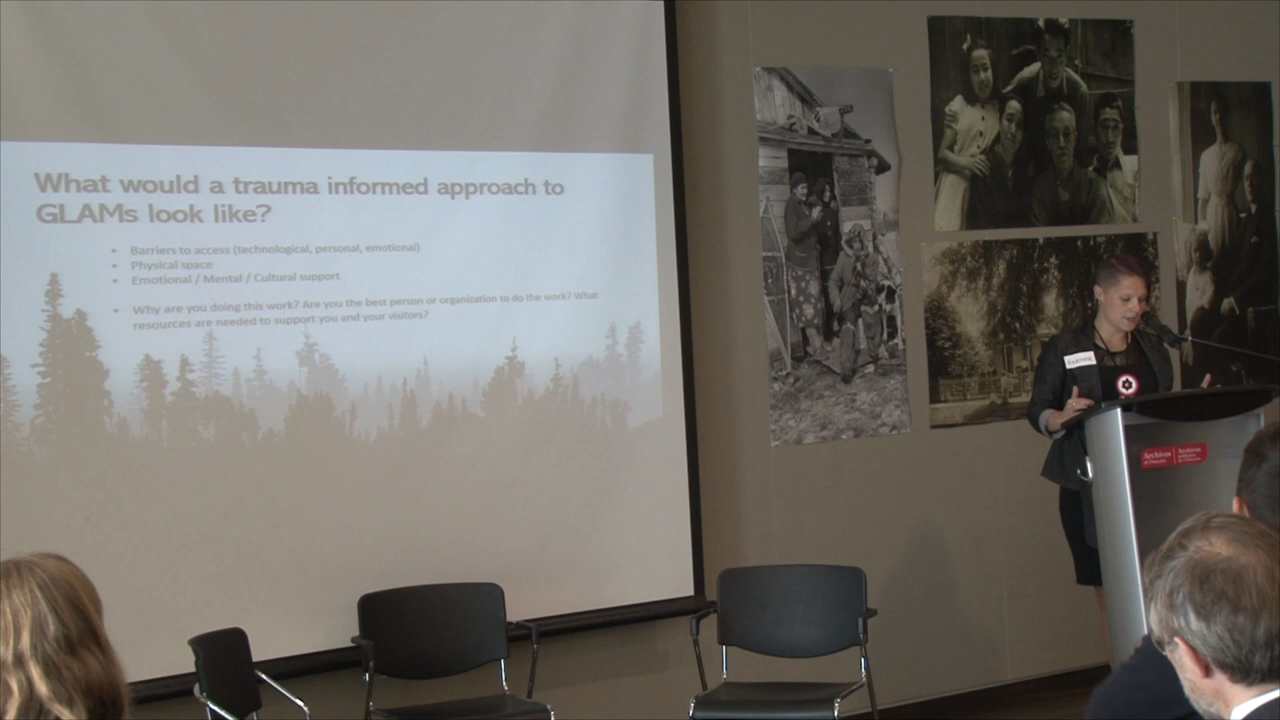 What would a trauma informed approach to
GLAMs look like?
• Barriers to access (technological, personal, emotional)
• Physical space
• Emotional / Mental / Cultural support
• Why are you doing this work? Are you the best person or organization to do the work? What
resources are needed to support you and your visitors?
Archives
of Ontario
Archives